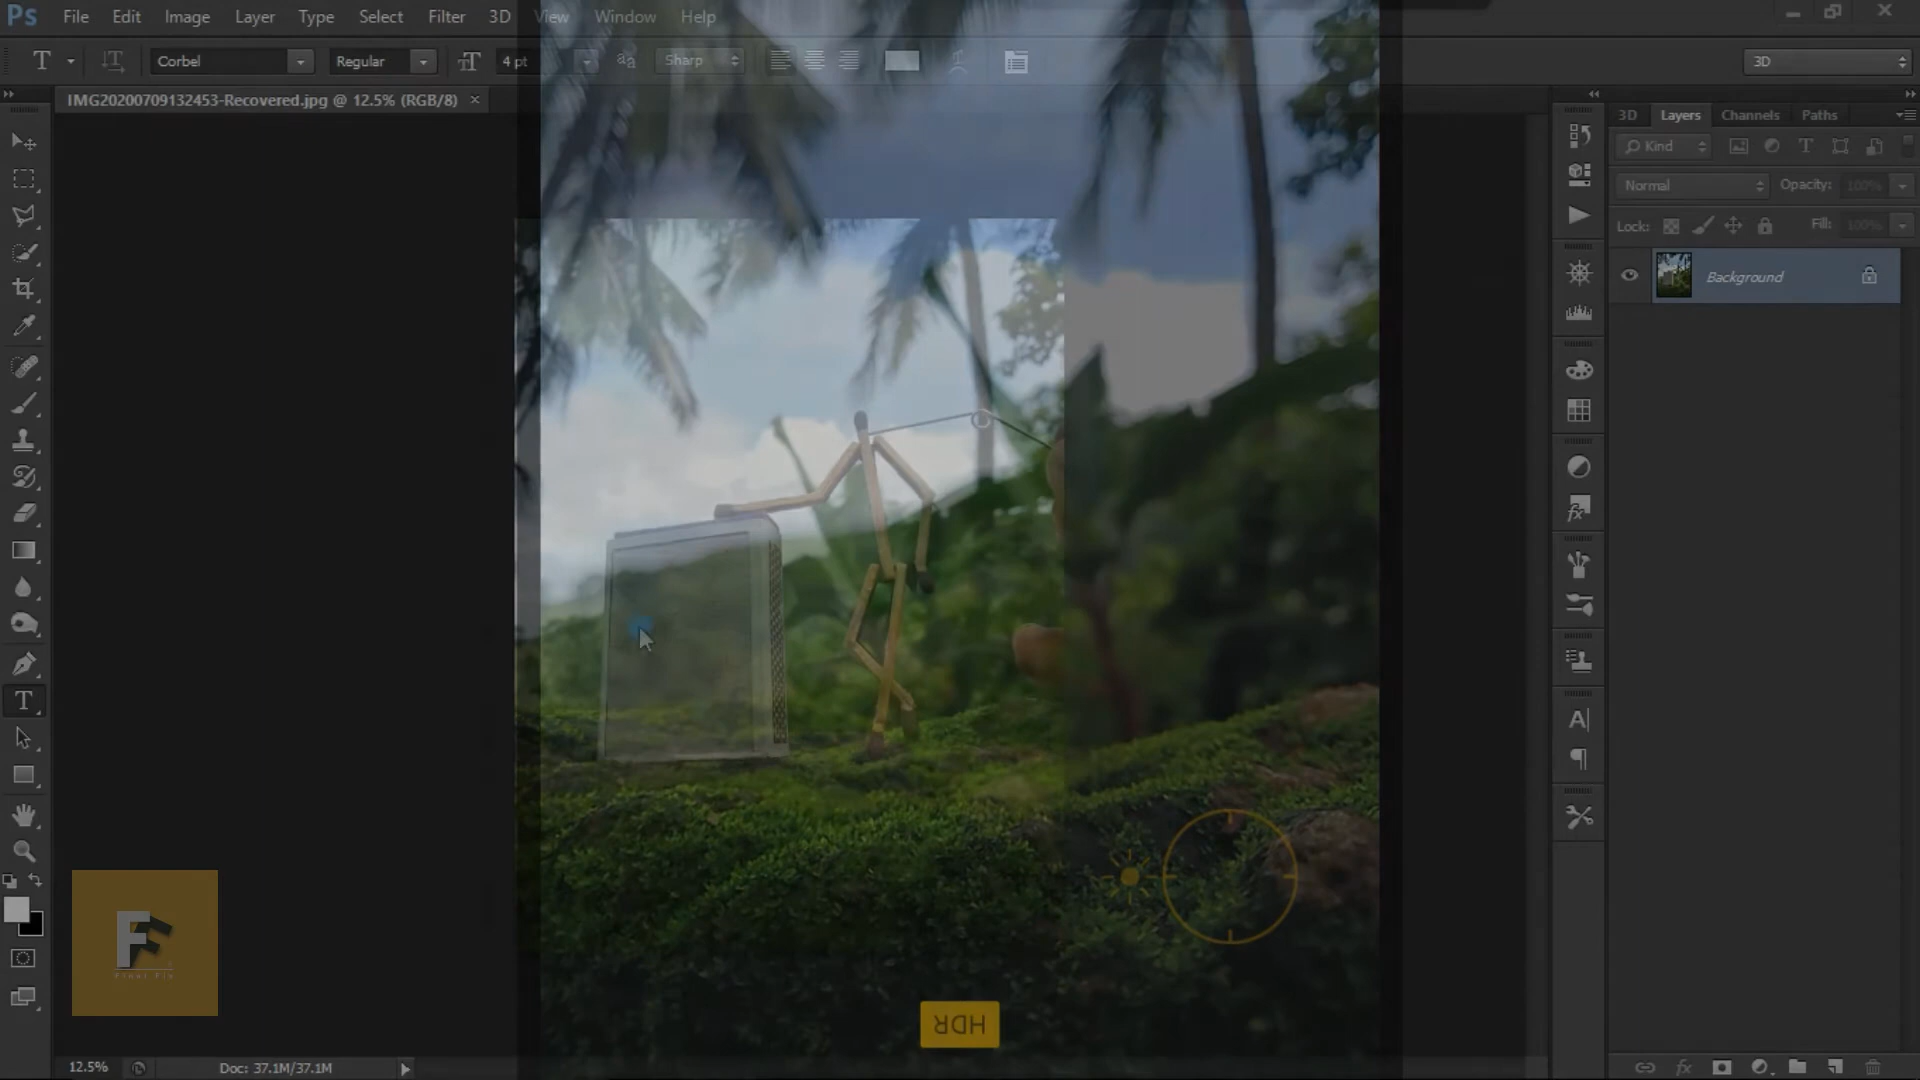 Ps File Edit Image Layer Type Select Filter 3D View Window Help
T Corbel Regular 4 pt Sharp 3D
IMG20200709132453-Recovered.jpg @ 12.5% (RGB/8) ×
3D Layers Channels Paths
Kind
Normal Opacity: 100%
Lock: Fill: 100%
Background
HDR
12.5% Doc: 37.1M/37.1M